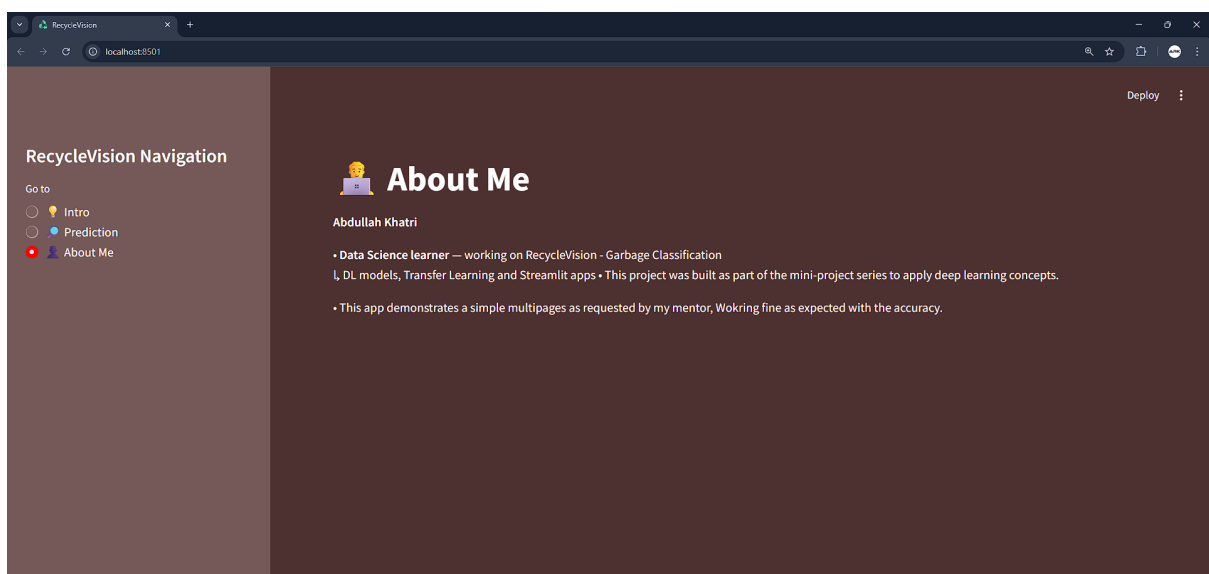 RecycleVision
localhost:8501
Deploy
RecycleVision Navigation
Go to
Intro
Prediction
About Me
About Me
Abdullah Khatri
• Data Science learner — working on RecycleVision - Garbage Classification
↳ DL models, Transfer Learning and Streamlit apps • This project was built as part of the mini-project series to apply deep learning concepts.
• This app demonstrates a simple multipages as requested by my mentor, Wokring fine as expected with the accuracy.